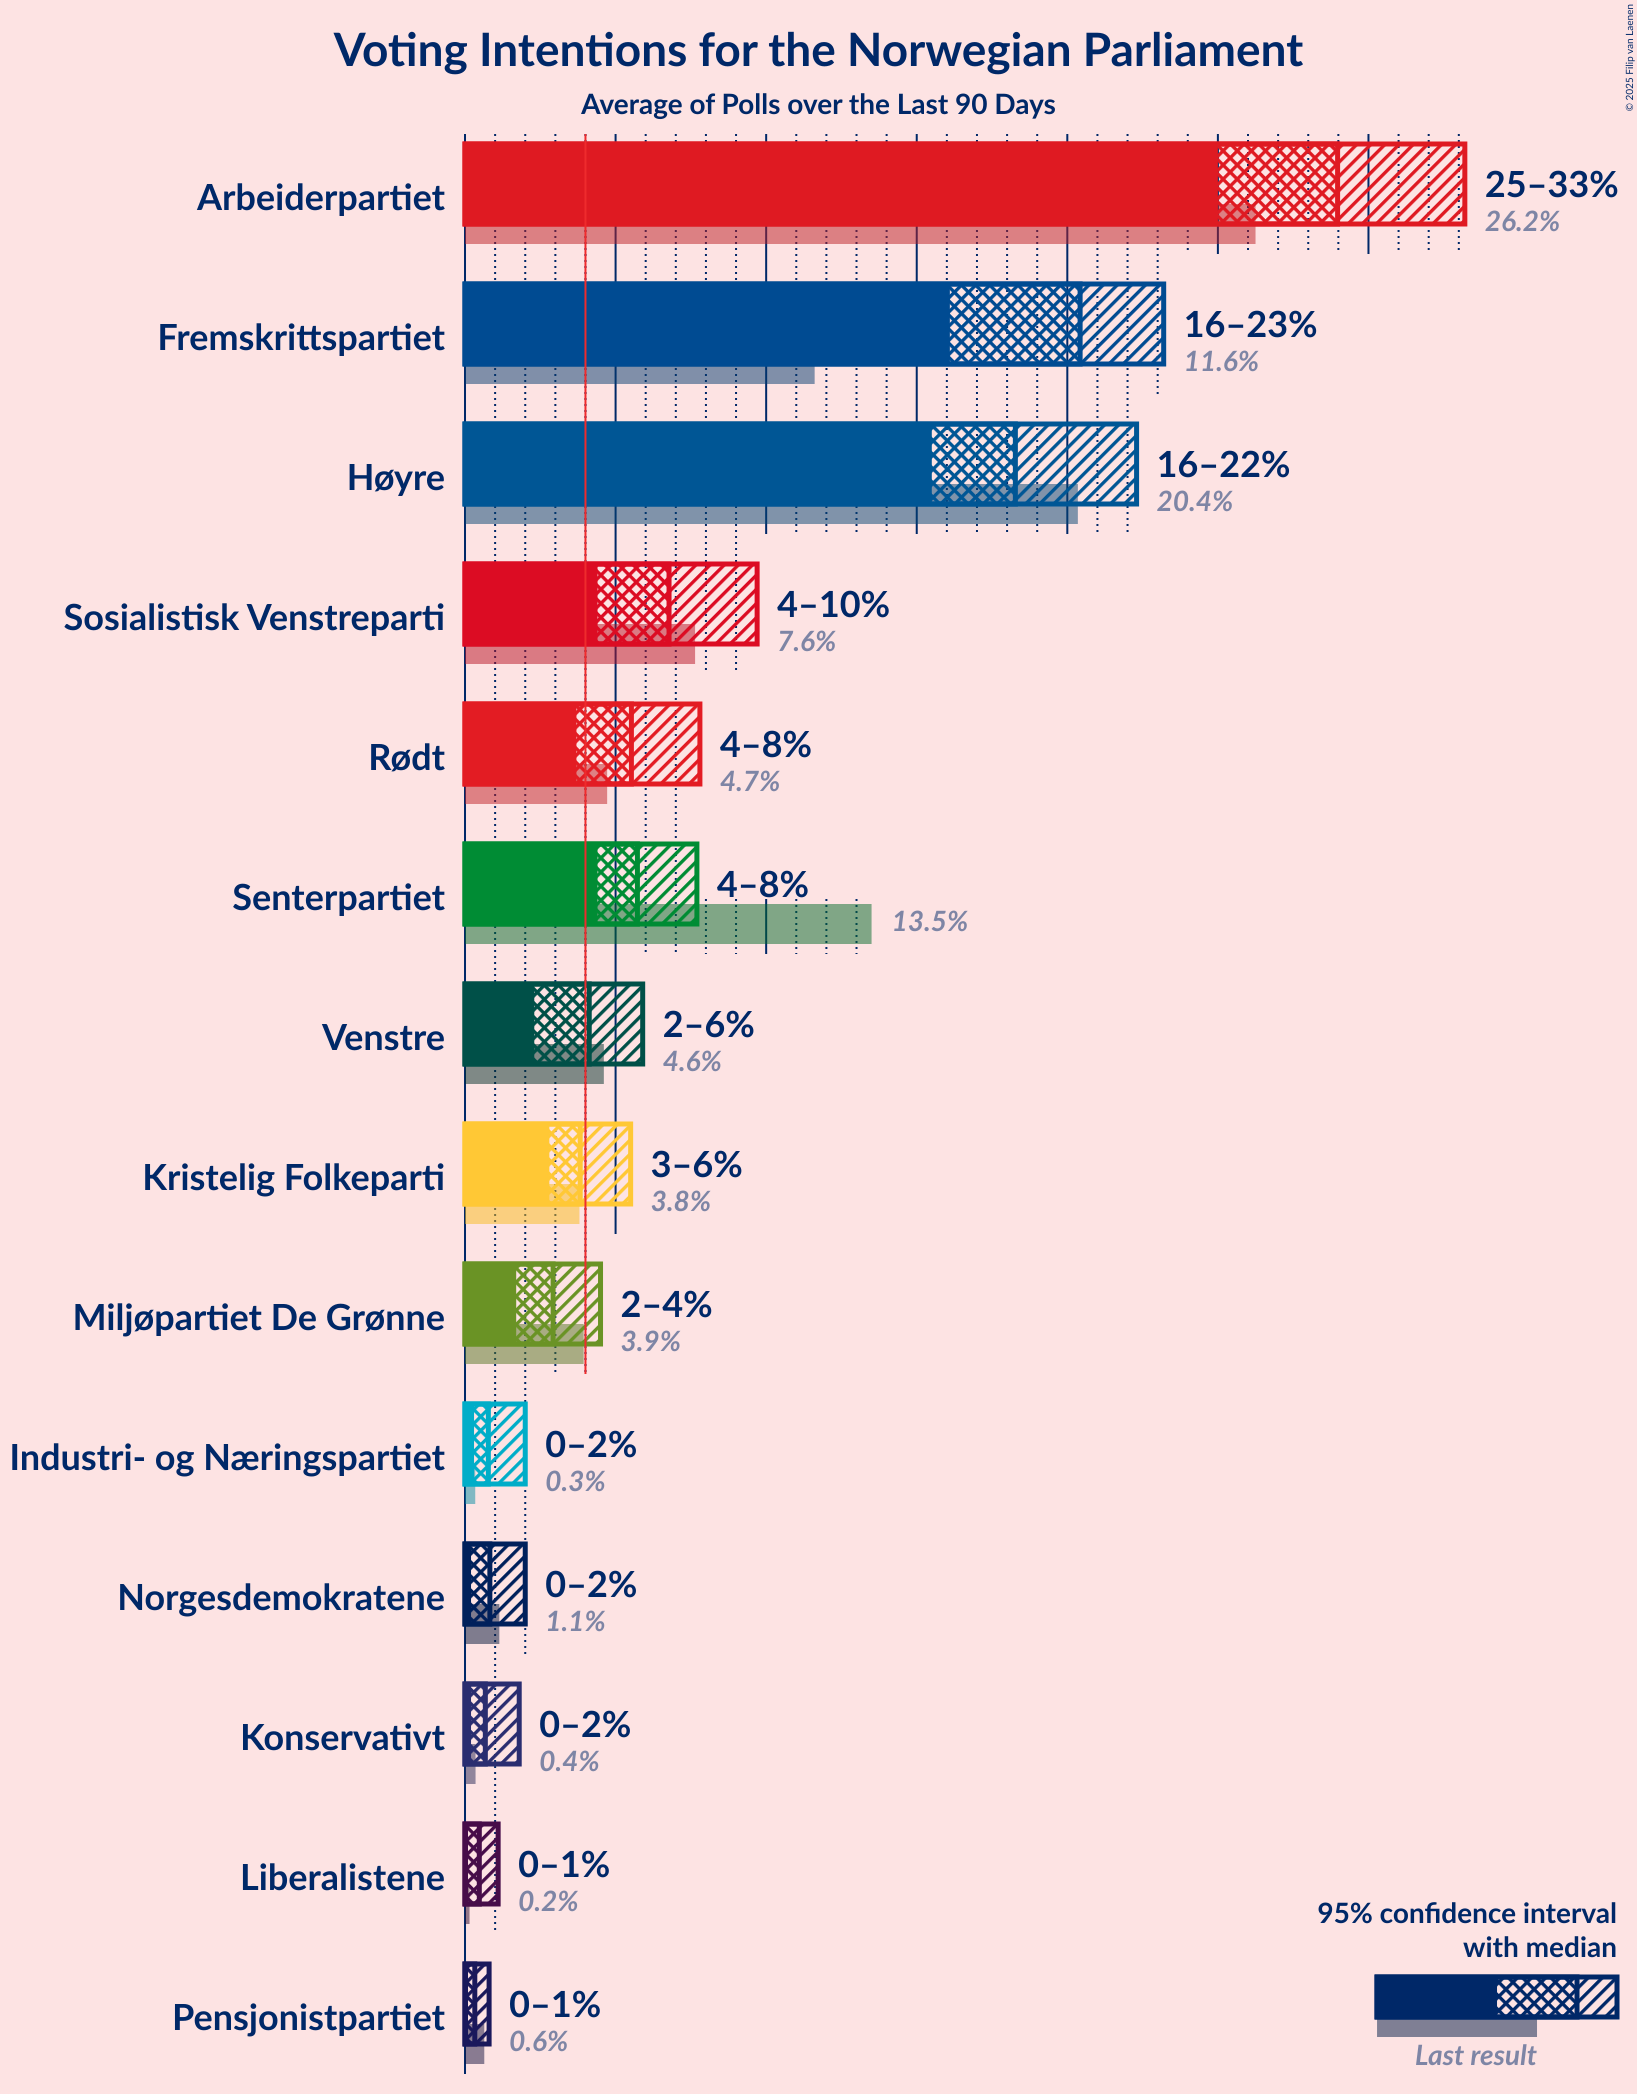 © 2025 Filip van Laenen
Voting Intentions for the Norwegian Parliament
Average of Polls over the Last 90 Days
Arbeiderpartiet
25–33%
26.2%
Fremskrittspartiet
16–23%
11.6%
Høyre
16–22%
20.4%
Sosialistisk Venstreparti
4–10%
7.6%
Rødt
4–8%
4.7%
Senterpartiet
4–8%
13.5%
Venstre
2–6%
4.6%
Kristelig Folkeparti
3–6%
3.8%
Miljøpartiet De Grønne
2–4%
3.9%
Industri- og Næringspartiet
0–2%
0.3%
Norgesdemokratene
0–2%
1.1%
Konservativt
0–2%
0.4%
Liberalistene
0–1%
0.2%
Pensjonistpartiet
0–1%
0.6%
95% confidence interval
with median
Last result